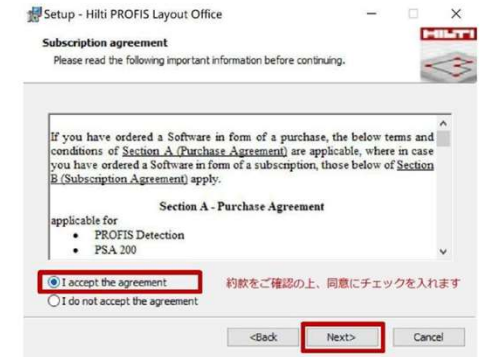 Setup - Hilti PROFIS Layout Office
HILTI
Subscription agreement
Please read the following important information before continuing.
If you have ordered a Software in form of a purchase, the below terms and
conditions of Section A (Purchase Agreement) are applicable, where in case
you have ordered a Software in form of a subscription, those below of Section
B (Subscription Agreement) apply.
Section A - Purchase Agreement
applicable for
• PROFIS Detection
• PSA 200
I accept the agreement
約款をご確認の上、同意にチェックを入れます
I do not accept the agreement
<Back
Next>
Cancel